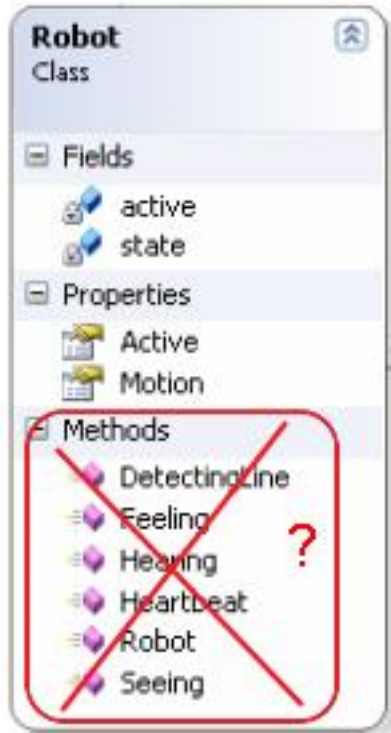 Robot
Class
Fields
active
state
Properties
Active
Motion
Methods
DetectingLine
Feeling
Hearing
HeartBeat
Robot
Seeing
?